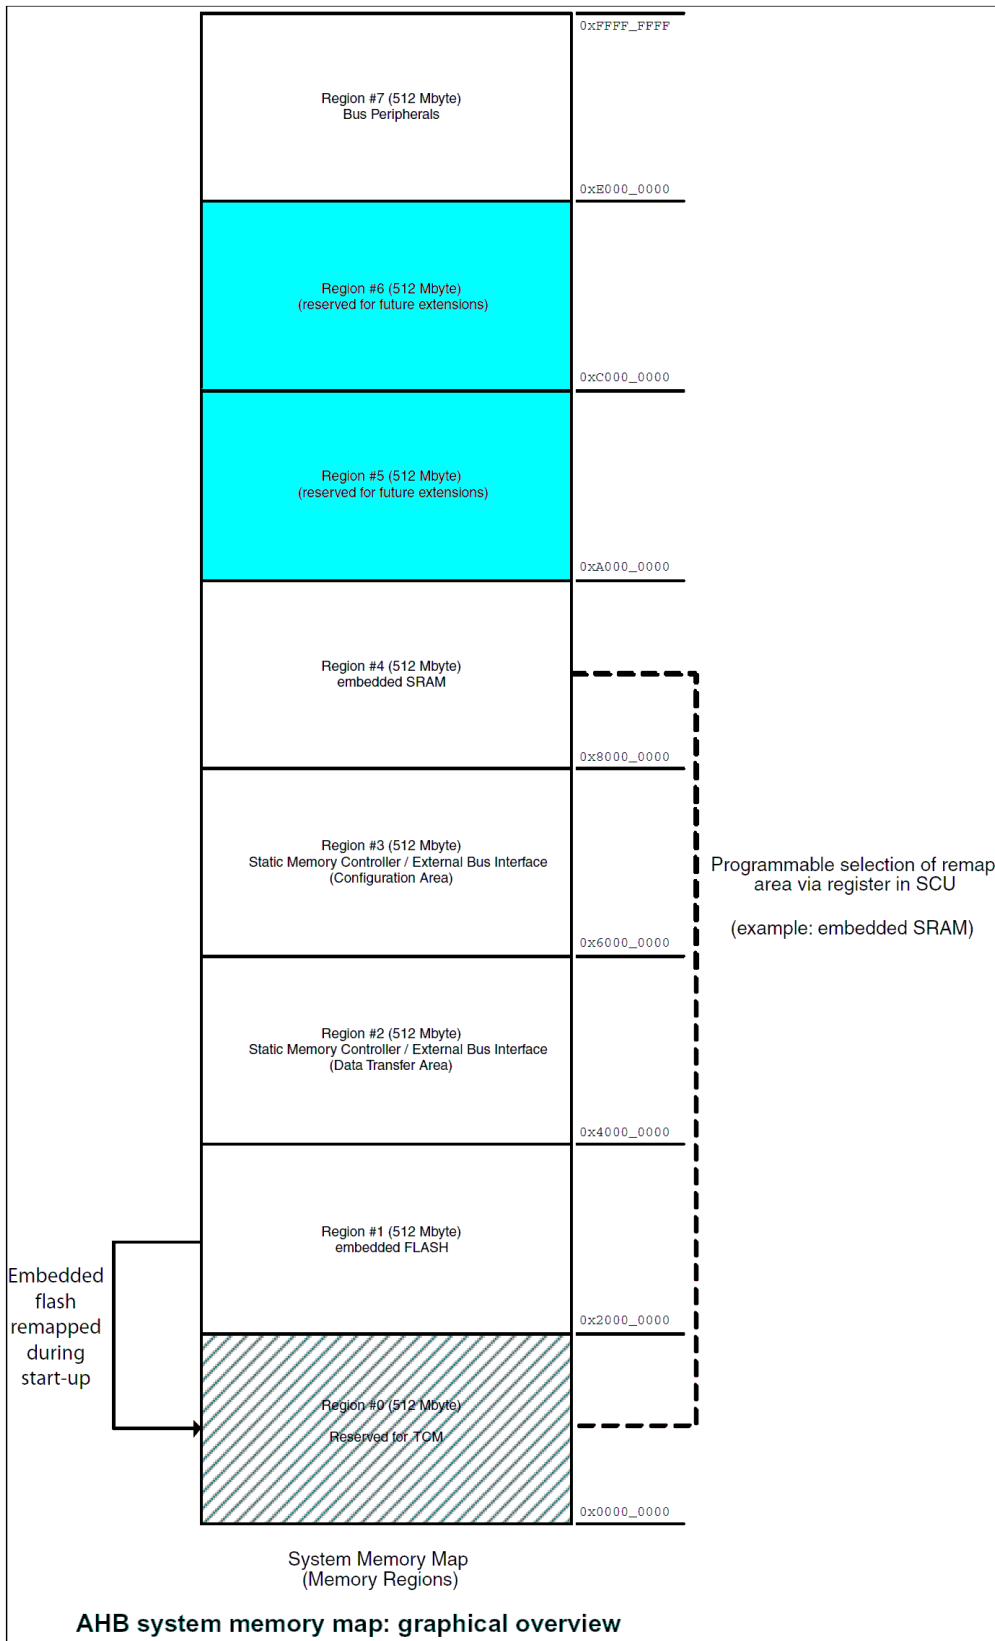 0xFFFF_FFFF
Region #7 (512 Mbyte)
Bus Peripherals
0xE000_0000
Region #6 (512 Mbyte)
(reserved for future extensions)
0xC000_0000
Region #5 (512 Mbyte)
(reserved for future extensions)
0xA000_0000
Region #4 (512 Mbyte)
embedded SRAM
0x8000_0000
Region #3 (512 Mbyte)
Static Memory Controller / External Bus Interface
(Configuration Area)
Programmable selection of remap
area via register in SCU
(example: embedded SRAM)
0x6000_0000
Region #2 (512 Mbyte)
Static Memory Controller / External Bus Interface
(Data Transfer Area)
0x4000_0000
Region #1 (512 Mbyte)
embedded FLASH
Embedded
flash
remapped
during
start-up
0x2000_0000
Region #0 (512 Mbyte)
Reserved for TCM
0x0000_0000
System Memory Map
(Memory Regions)
AHB system memory map: graphical overview